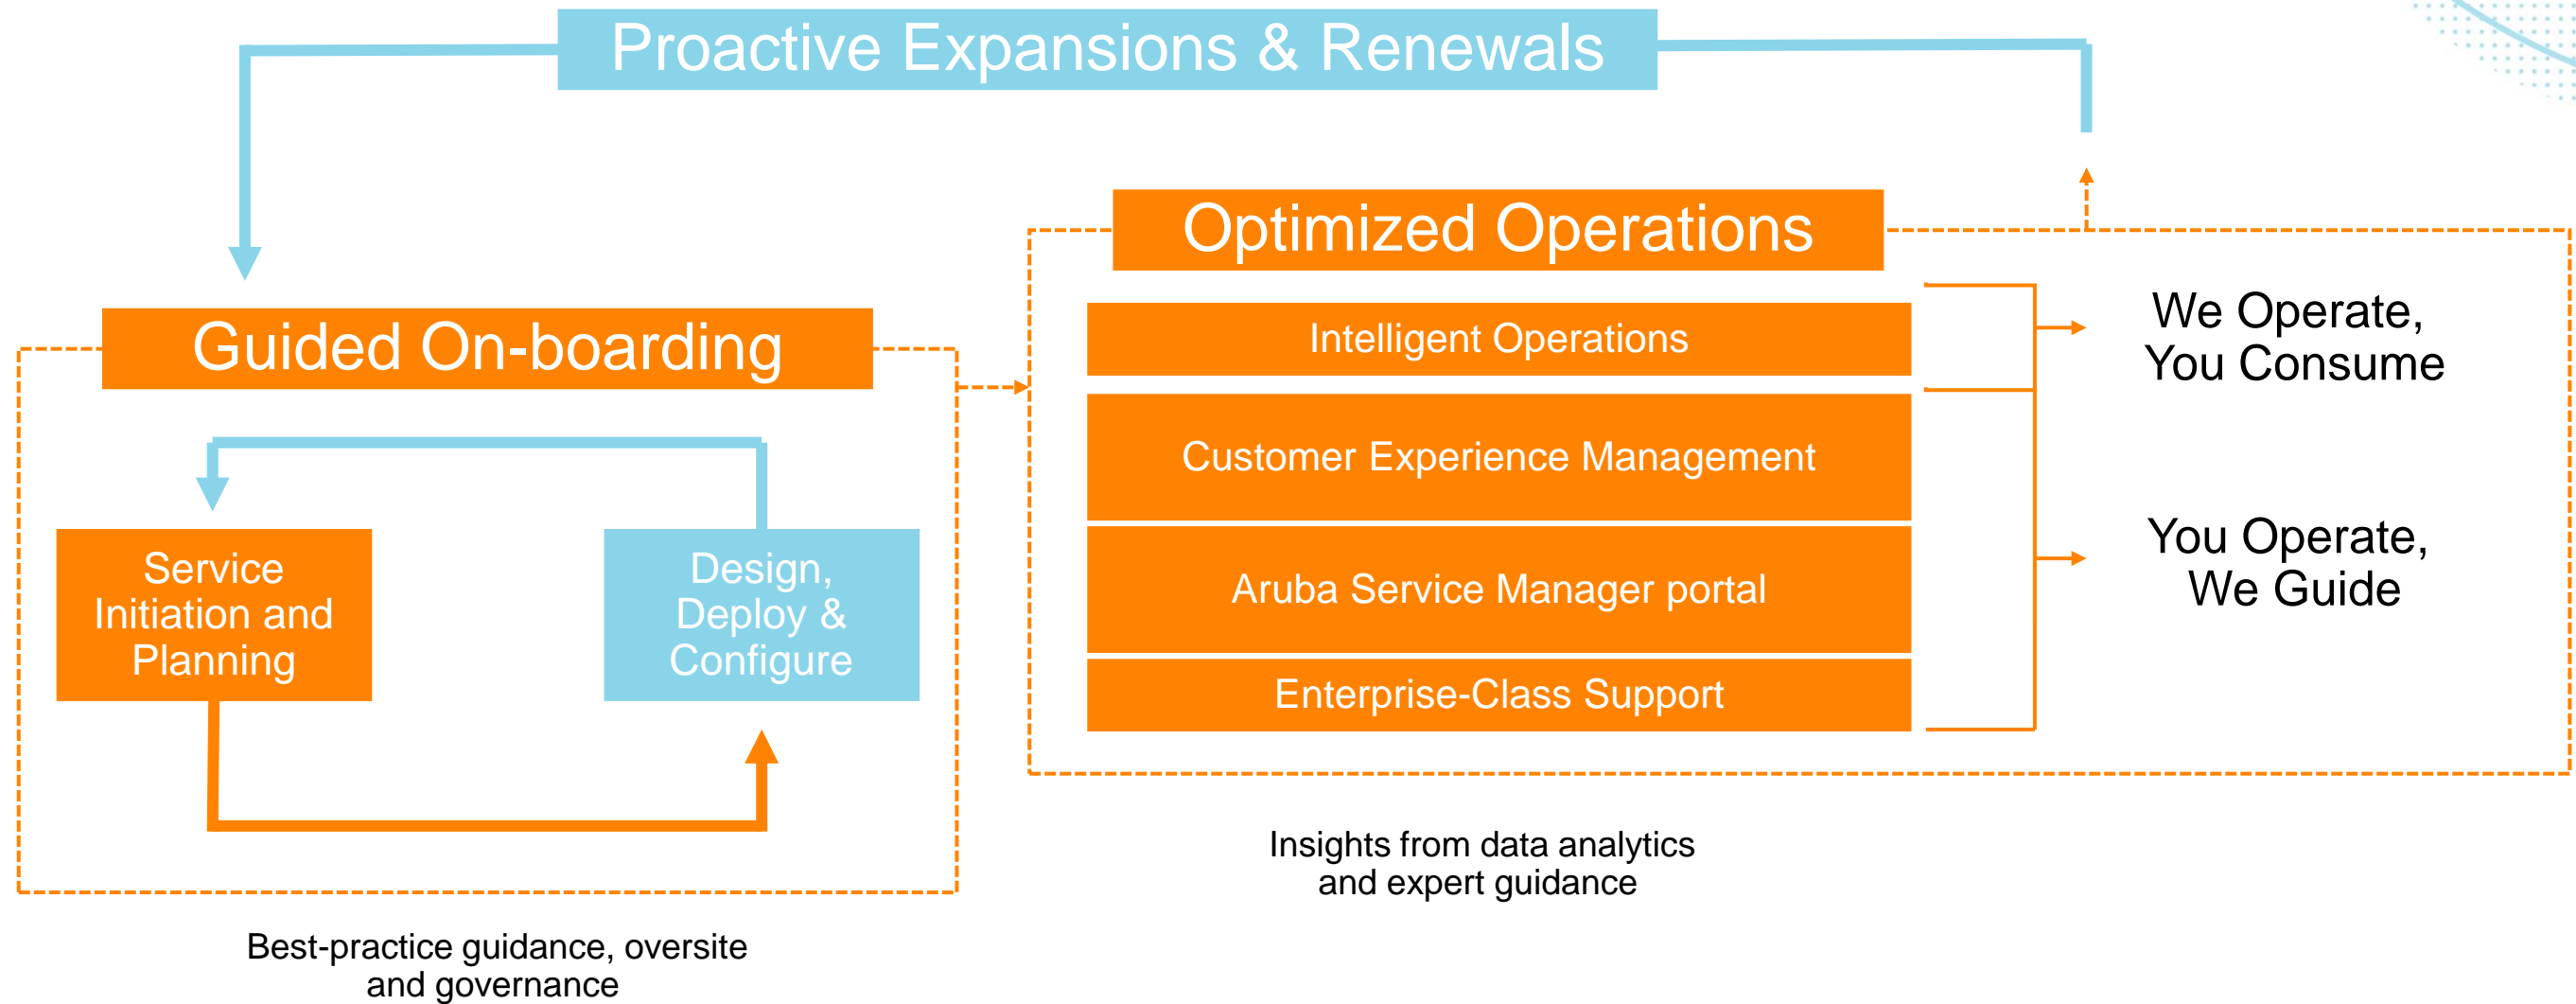 Proactive Expansions & Renewals
Guided On-boarding
Service
Initiation and
Planning
Design,
Deploy &
Configure
Best-practice guidance, oversite
and governance
Optimized Operations
Intelligent Operations
Customer Experience Management
Aruba Service Manager portal
Enterprise-Class Support
We Operate,
You Consume
You Operate,
We Guide
Insights from data analytics
and expert guidance